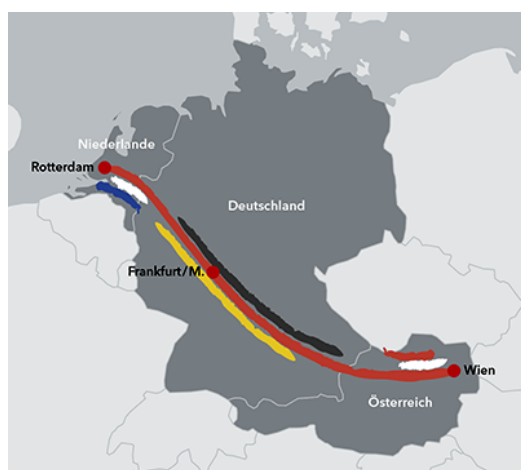 Niederlande
Rotterdam
Deutschland
Frankfurt/M.
Wien
Österreich